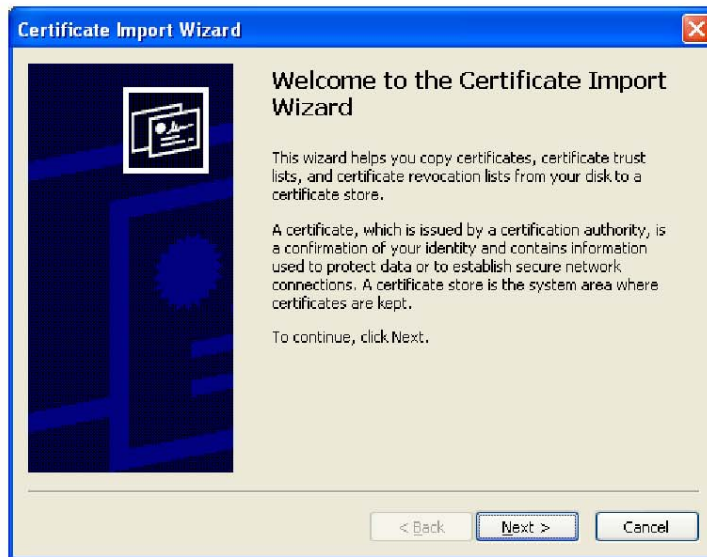 Certificate Import Wizard
Welcome to the Certificate Import
Wizard
This wizard helps you copy certificates, certificate trust
lists, and certificate revocation lists from your disk to a
certificate store.
A certificate, which is issued by a certification authority, is
a confirmation of your identity and contains information
used to protect data or to establish secure network
connections. A certificate store is the system area where
certificates are kept.
To continue, click Next.
< Back
Next >
Cancel